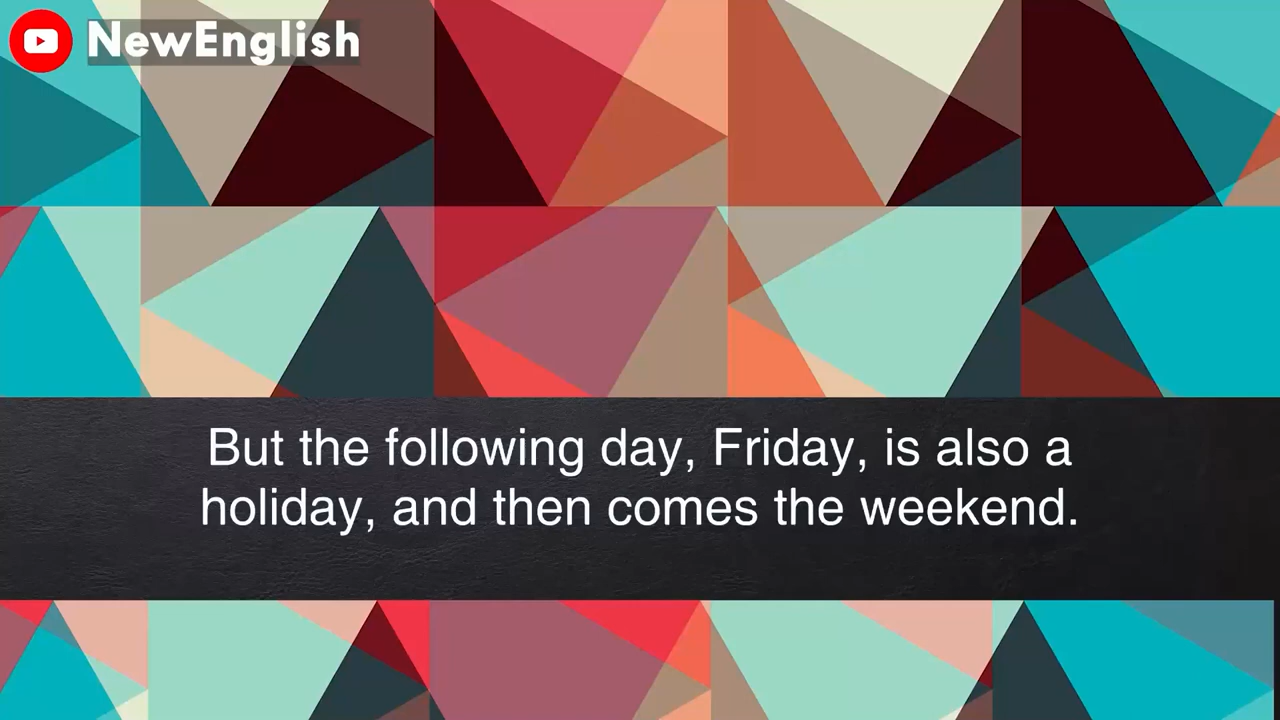 NewEnglish
But the following day, Friday, is also a
holiday, and then comes the weekend.